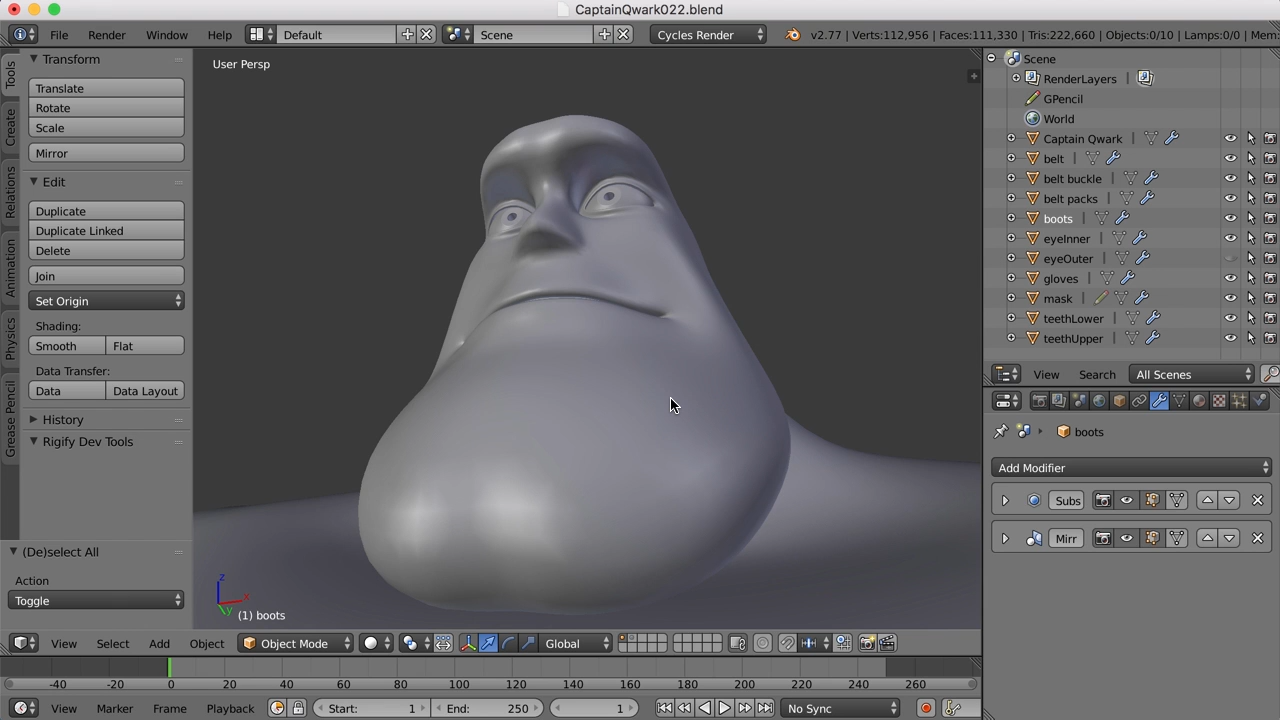 CaptainQwark022.blend
File Render Window Help Default Scene Cycles Render v2.77 | Verts:112,956 | Faces:111,330 | Tris:222,660 | Objects:0/10 | Lamps:0/0 | Mem:
Tools
Create
Relations
Animation
Physics
Grease Pencil
Transform
Translate
Rotate
Scale
Mirror
Edit
Duplicate
Duplicate Linked
Delete
Join
Set Origin
Shading:
Smooth Flat
Data Transfer:
Data Data Layout
History
Rigify Dev Tools
(De)select All
Action
Toggle
User Persp
z
x
y
(1) boots
View Select Add Object Object Mode Global
-40 -20 0 20 40 60 80 100 120 140 160 180 200 220 240 260
View Marker Frame Playback Start: 1 End: 250 1 No Sync
Scene
RenderLayers
GPencil
World
Captain Qwark
belt
belt buckle
belt packs
boots
eyeInner
eyeOuter
gloves
mask
teethLower
teethUpper
View Search All Scenes
boots
Add Modifier
Subs
Mirr